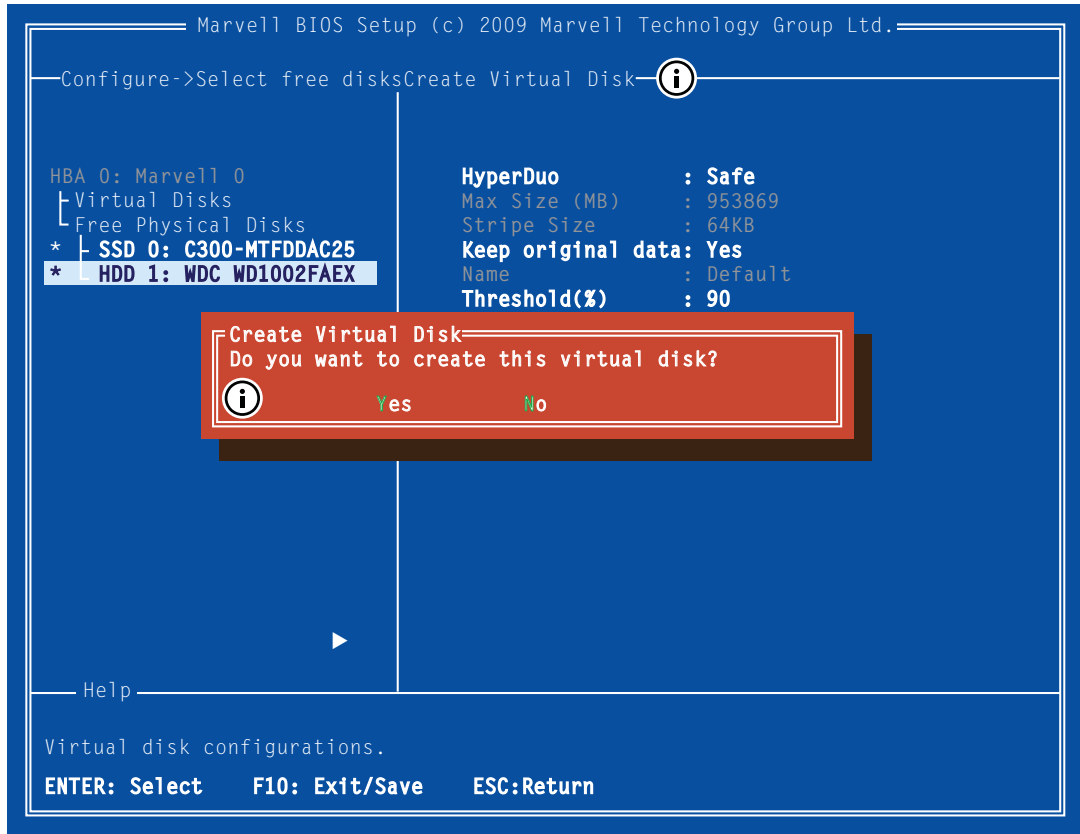 Marvell BIOS Setup (c) 2009 Marvell Technology Group Ltd.
Configure->Select free disksCreate Virtual Disk
i
HBA 0: Marvell 0
Virtual Disks
Free Physical Disks
* SSD 0: C300-MTFDDAC25
* HDD 1: WDC WD1002FAEX
HyperDuo : Safe
Max Size (MB) : 953869
Stripe Size : 64KB
Keep original data: Yes
Name : Default
Threshold(%) : 90
Create Virtual Disk
Do you want to create this virtual disk?
i
Yes No
Help
Virtual disk configurations.
ENTER: Select F10: Exit/Save ESC:Return